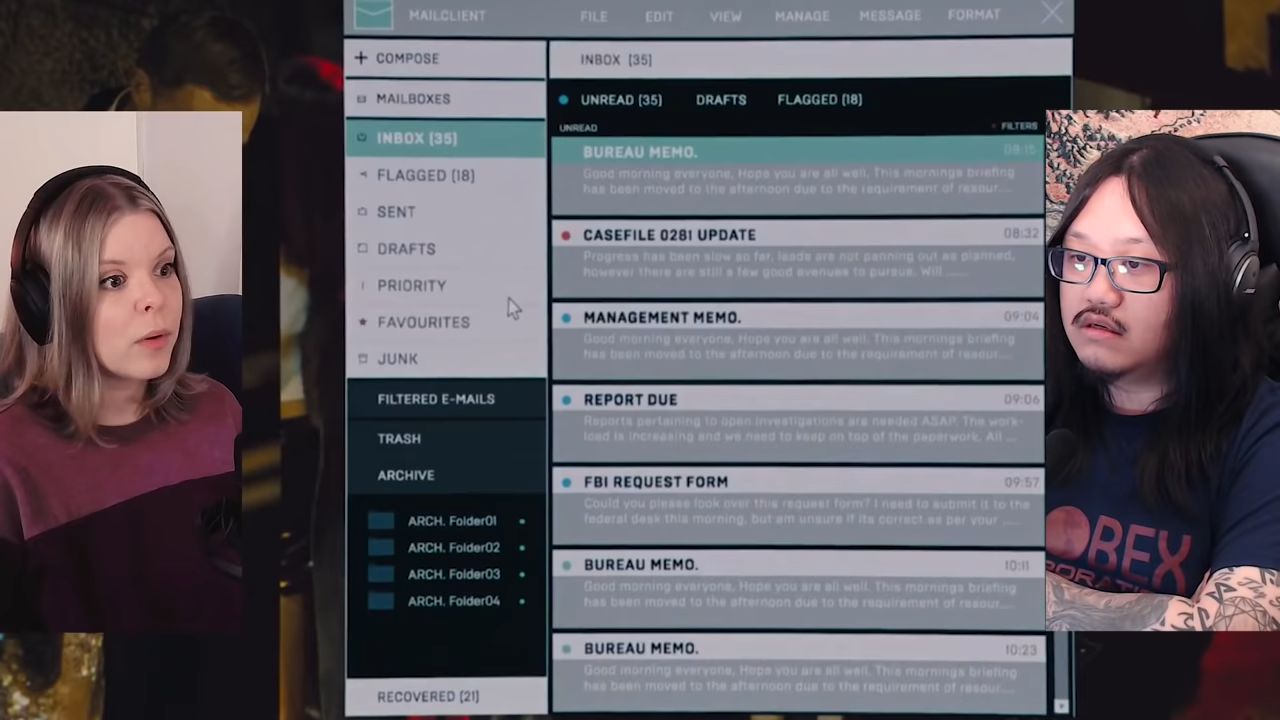 MAILCLIENT
FILE EDIT VIEW MANAGE MESSAGE FORMAT
+ COMPOSE
MAILBOXES
INBOX [35]
FLAGGED [18]
SENT
DRAFTS
PRIORITY
FAVOURITES
JUNK
FILTERED E-MAILS
TRASH
ARCHIVE
ARCH. Folder01
ARCH. Folder02
ARCH. Folder03
ARCH. Folder04
RECOVERED [21]
INBOX [35]
UNREAD [35] DRAFTS FLAGGED [18]
UNREAD FILTERS
BUREAU MEMO. 08:15
Good morning everyone, Hope you are all well. This mornings briefing
has been moved to the afternoon due to the requirement of resour....
CASEFILE 0281 UPDATE 08:32
Progress has been slow so far, leads are not panning out as planned,
however there are still a few good avenues to pursue. Will ......
MANAGEMENT MEMO. 09:04
Good morning everyone, Hope you are all well. This mornings briefing
has been moved to the afternoon due to the requirement of resour....
REPORT DUE 09:06
Reports pertaining to open investigations are needed ASAP. The work-
load is increasing and we need to keep on top of the paperwork. All ...
FBI REQUEST FORM 09:57
Could you please look over this request form? I need to submit it to the
federal desk this morning, but am unsure if its correct as per your .....
BUREAU MEMO. 10:11
Good morning everyone, Hope you are all well. This mornings briefing
has been moved to the afternoon due to the requirement of resour....
BUREAU MEMO. 10:23
Good morning everyone, Hope you are all well. This mornings briefing
has been moved to the afternoon due to the requirement of resour....
OBEX